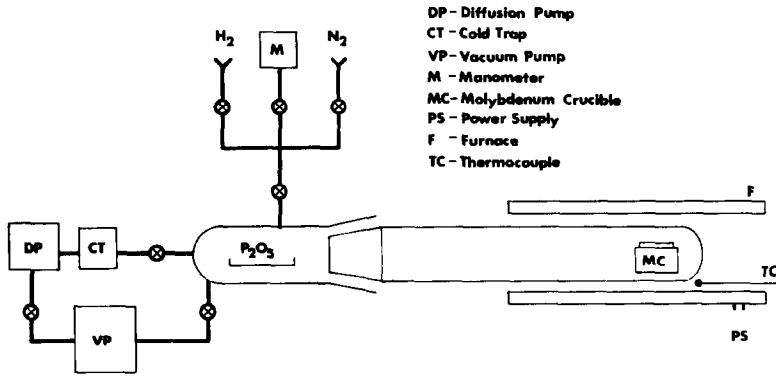 DP-Diffusion Pump
CT-Cold Trap
VP-Vacuum Pump
M-Manometer
MC-Molybdenum Crucible
PS-Power Supply
F-Furnace
TC-Thermocouple
H₂
M
N₂
F
DP
CT
P₂O₅
MC
TC
VP
PS